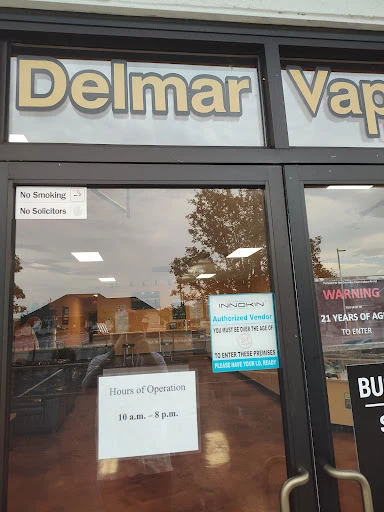 Delmar Vap
No Smoking
No Solicitors
INNOKIN
Authorized Vendor
YOU MUST BE OVER THE AGE OF
TO ENTER THESE PREMISES
PLEASE HAVE YOUR I.D. READY
WARNING
21 YEARS OF AGE
TO ENTER
Hours of Operation
10 a.m. – 8 p.m.
BU
S